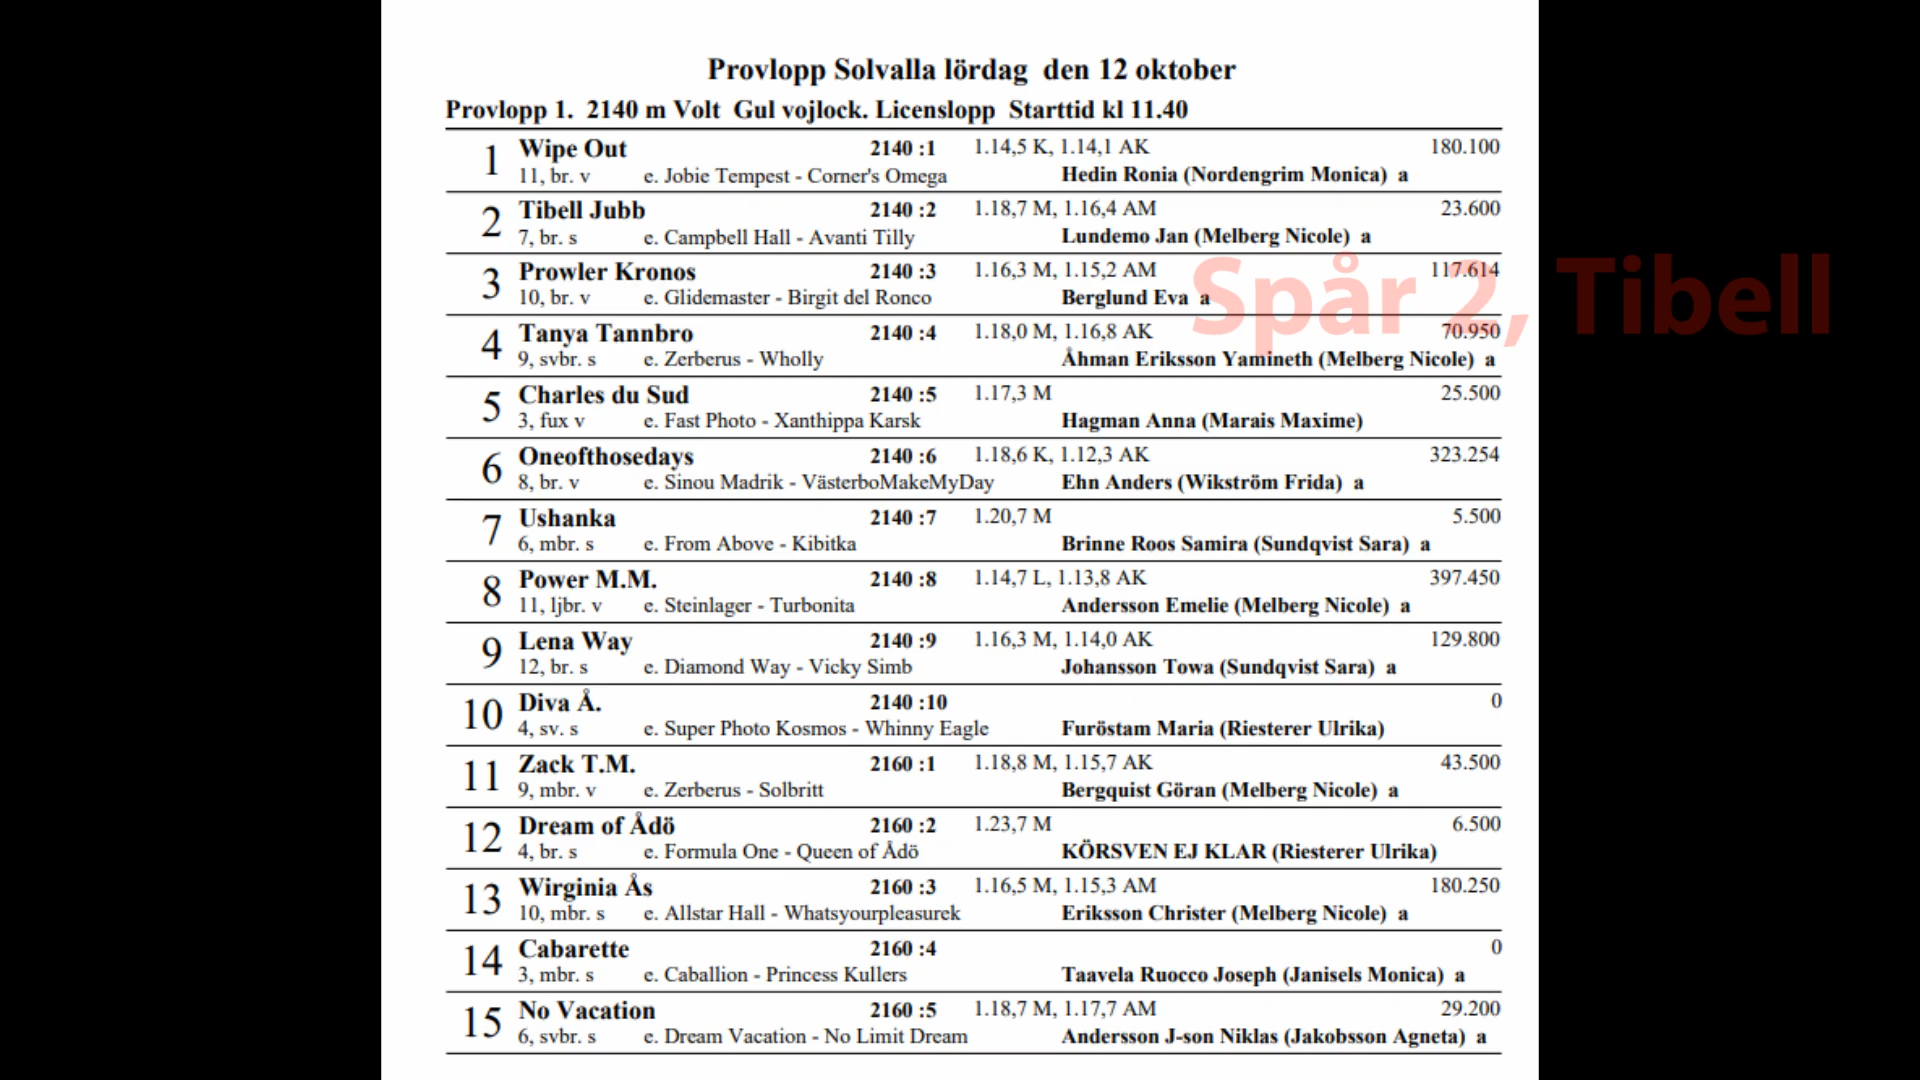 Provlopp Solvalla lördag den 12 oktober
Provlopp 1. 2140 m Volt Gul vojlock. Licenslopp Starttid kl 11.40
1 Wipe Out 2140 :1 1.14,5 K, 1.14,1 AK 180.100
11, br. v e. Jobie Tempest - Corner's Omega Hedin Ronia (Nordengrim Monica) a
2 Tibell Jubb 2140 :2 1.18,7 M, 1.16,4 AM 23.600
7, br. s e. Campbell Hall - Avanti Tilly Lundemo Jan (Melberg Nicole) a
3 Prowler Kronos 2140 :3 1.16,3 M, 1.15,2 AM 117.614
10, br. v e. Glidemaster - Birgit del Ronco Berglund Eva a
Spår 2, Tibell
4 Tanya Tannbro 2140 :4 1.18,0 M, 1.16,8 AK 70.950
9, svbr. s e. Zerberus - Wholly Åhman Eriksson Yamineth (Melberg Nicole) a
5 Charles du Sud 2140 :5 1.17,3 M 25.500
3, fux v e. Fast Photo - Xanthippa Karsk Hagman Anna (Marais Maxime)
6 Oneofthosedays 2140 :6 1.18,6 K, 1.12,3 AK 323.254
8, br. v e. Sinou Madrik - VästerboMakeMyDay Ehn Anders (Wikström Frida) a
7 Ushanka 2140 :7 1.20,7 M 5.500
6, mbr. s e. From Above - Kibitka Brinne Roos Samira (Sundqvist Sara) a
8 Power M.M. 2140 :8 1.14,7 L, 1.13,8 AK 397.450
11, ljbr. v e. Steinlager - Turbonita Andersson Emelie (Melberg Nicole) a
9 Lena Way 2140 :9 1.16,3 M, 1.14,0 AK 129.800
12, br. s e. Diamond Way - Vicky Simb Johansson Towa (Sundqvist Sara) a
10 Diva Å. 2140 :10 0
4, sv. s e. Super Photo Kosmos - Whinny Eagle Furöstam Maria (Riesterer Ulrika)
11 Zack T.M. 2160 :1 1.18,8 M, 1.15,7 AK 43.500
9, mbr. v e. Zerberus - Solbritt Bergquist Göran (Melberg Nicole) a
12 Dream of Ådö 2160 :2 1.23,7 M 6.500
4, br. s e. Formula One - Queen of Ådö KÖRSVEN EJ KLAR (Riesterer Ulrika)
13 Wirginia Ås 2160 :3 1.16,5 M, 1.15,3 AM 180.250
10, mbr. s e. Allstar Hall - Whatsyourpleasurek Eriksson Christer (Melberg Nicole) a
14 Cabarette 2160 :4 0
3, mbr. s e. Caballion - Princess Kullers Taavela Ruocco Joseph (Janisels Monica) a
15 No Vacation 2160 :5 1.18,7 M, 1.17,7 AM 29.200
6, svbr. s e. Dream Vacation - No Limit Dream Andersson J-son Niklas (Jakobsson Agneta) a